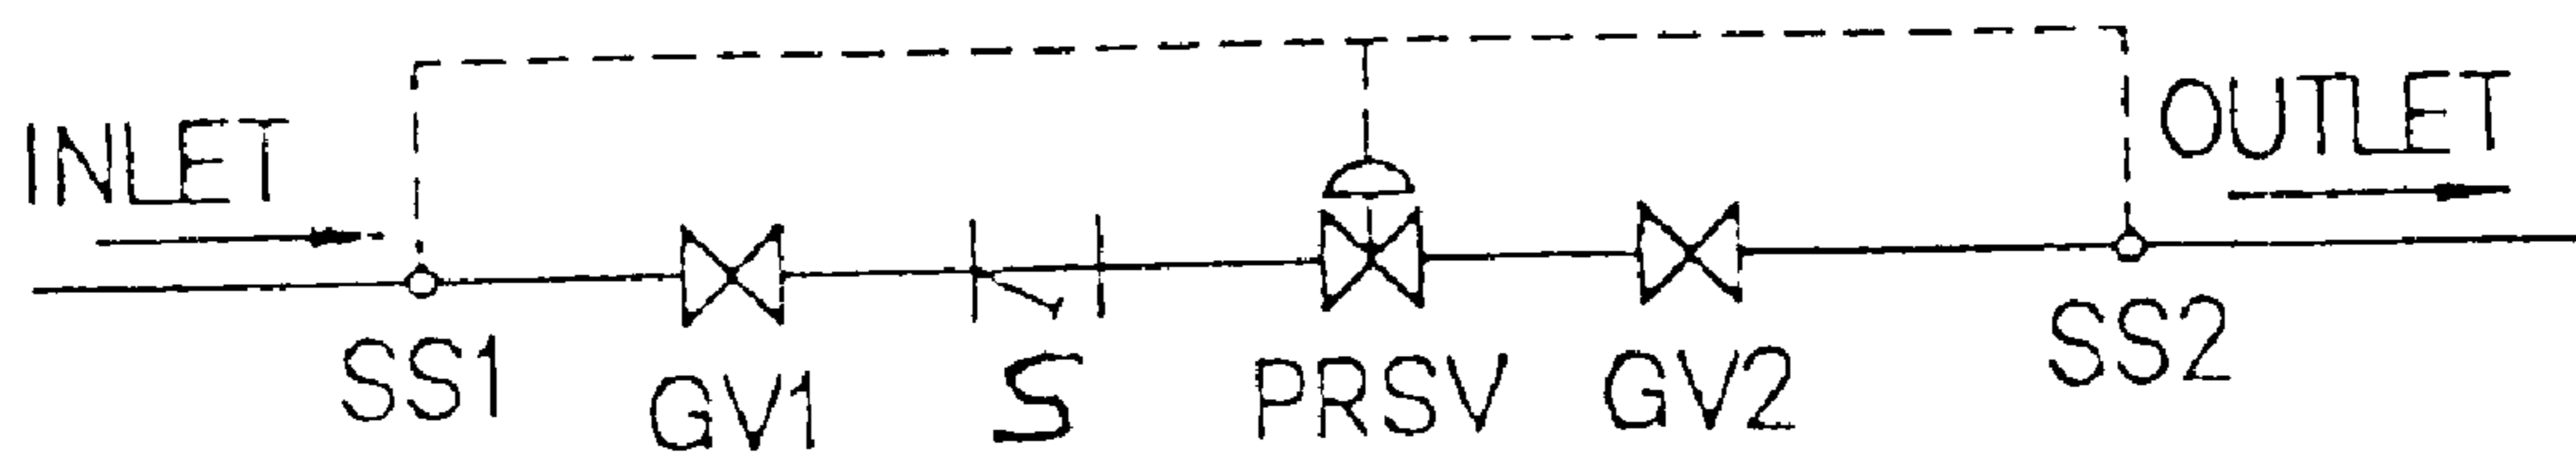 INLET
OUTLET
SS1
GV1
S
PRSV
GV2
SS2